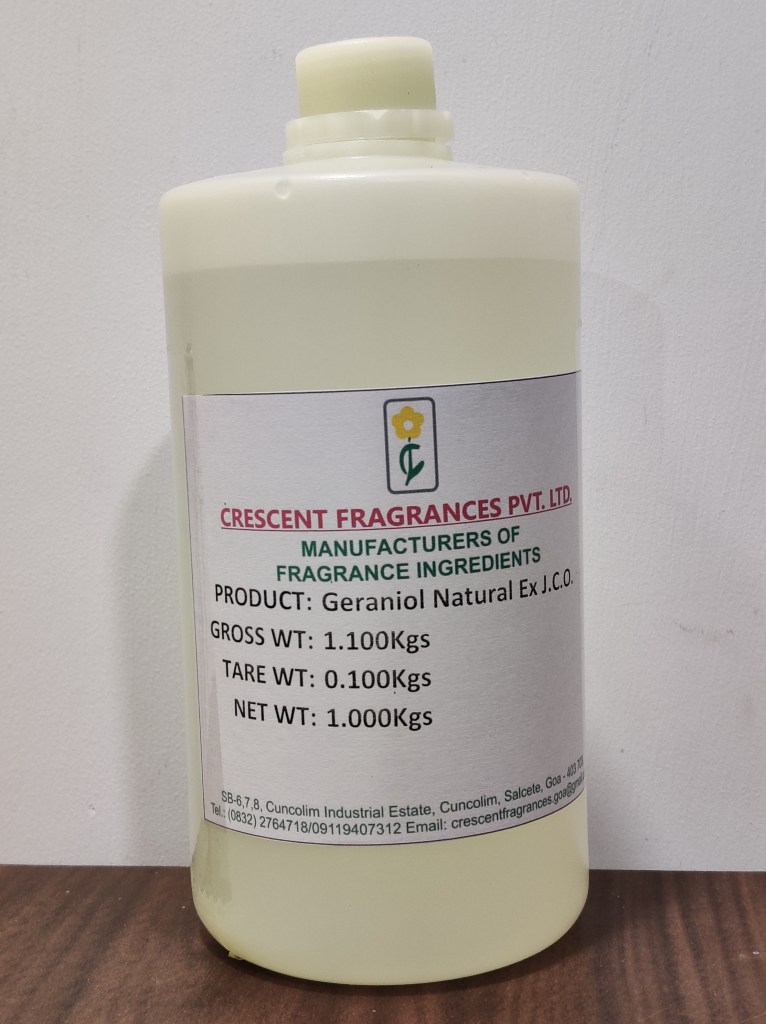 CRESCENT FRAGRANCES PVT. LTD.
MANUFACTURERS OF
FRAGRANCE INGREDIENTS
PRODUCT: Geraniol Natural Ex J.C.O.
GROSS WT: 1.100Kgs
TARE WT: 0.100Kgs
NET WT: 1.000Kgs
SB-6,7,8, Cuncolim Industrial Estate, Cuncolim, Salcete, Goa - 403
Tel.: (0832) 2764718/09119407312 Email: